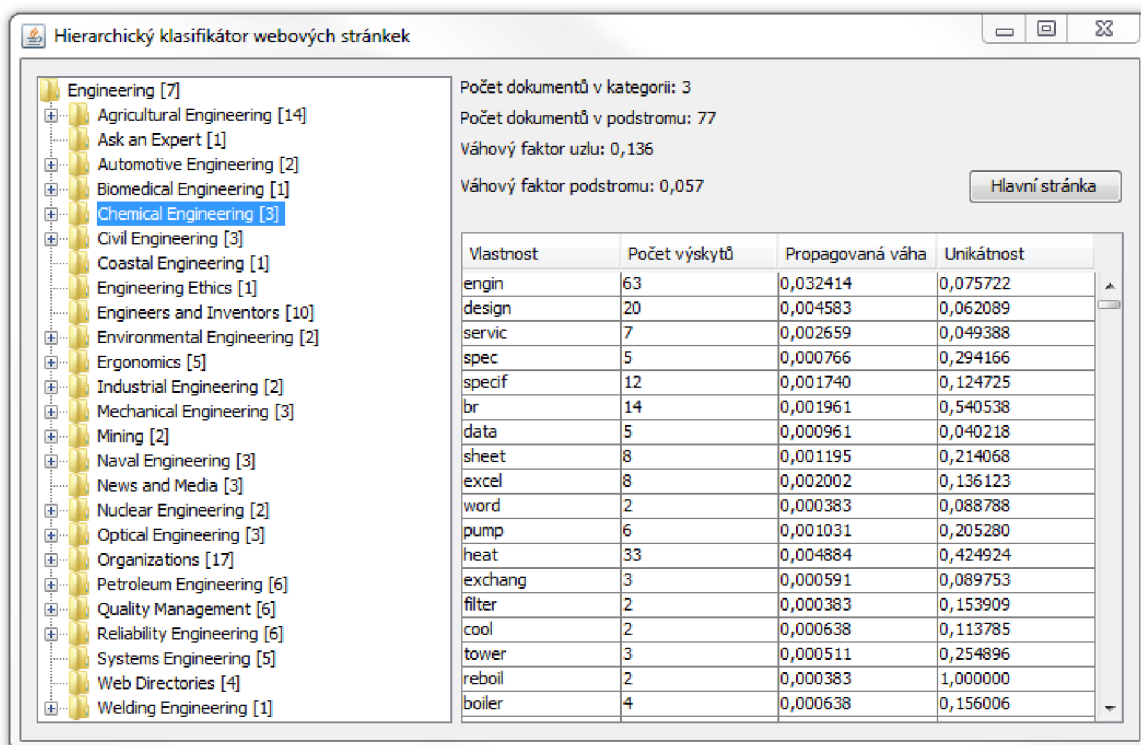 Hierarchický klasifikátor webových stránkek
Engineering [7]
Agricultural Engineering [14]
Ask an Expert [1]
Automotive Engineering [2]
Biomedical Engineering [1]
Chemical Engineering [3]
Civil Engineering [3]
Coastal Engineering [1]
Engineering Ethics [1]
Engineers and Inventors [10]
Environmental Engineering [2]
Ergonomics [5]
Industrial Engineering [2]
Mechanical Engineering [3]
Mining [2]
Naval Engineering [3]
News and Media [3]
Nuclear Engineering [2]
Optical Engineering [3]
Organizations [17]
Petroleum Engineering [6]
Quality Management [6]
Reliability Engineering [6]
Systems Engineering [5]
Web Directories [4]
Welding Engineering [1]
Počet dokumentů v kategorii: 3
Počet dokumentů v podstromu: 77
Váhový faktor uzlu: 0,136
Váhový faktor podstromu: 0,057
Hlavní stránka
Vlastnost Počet výskytů Propagovaná váha Unikátnost
engin 63 0,032414 0,075722
design 20 0,004583 0,062089
servic 7 0,002659 0,049388
spec 5 0,000766 0,294166
specif 12 0,001740 0,124725
br 14 0,001961 0,540538
data 5 0,000961 0,040218
sheet 8 0,001195 0,214068
excel 8 0,002002 0,136123
word 2 0,000383 0,088788
pump 6 0,001031 0,205280
heat 33 0,004884 0,424924
exchang 3 0,000591 0,089753
filter 2 0,000383 0,153909
cool 2 0,000638 0,113785
tower 3 0,000511 0,254896
reboil 2 0,000383 1,000000
boiler 4 0,000638 0,156006